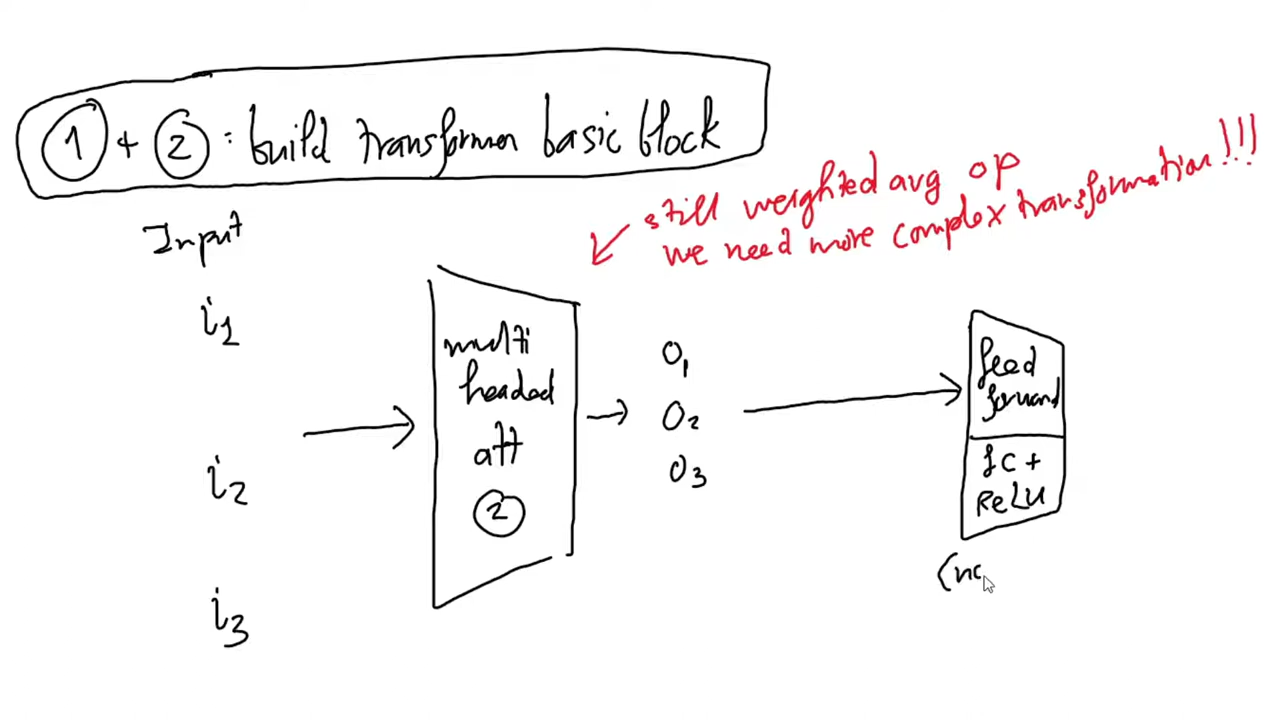 1 + 2 : build transformer basic block
still weighted avg op
we need more complex transformation!!!
Input
i1
i2
i3
multi
headed
att
2
O1
O2
O3
feed
forward
fc +
ReLU
(no